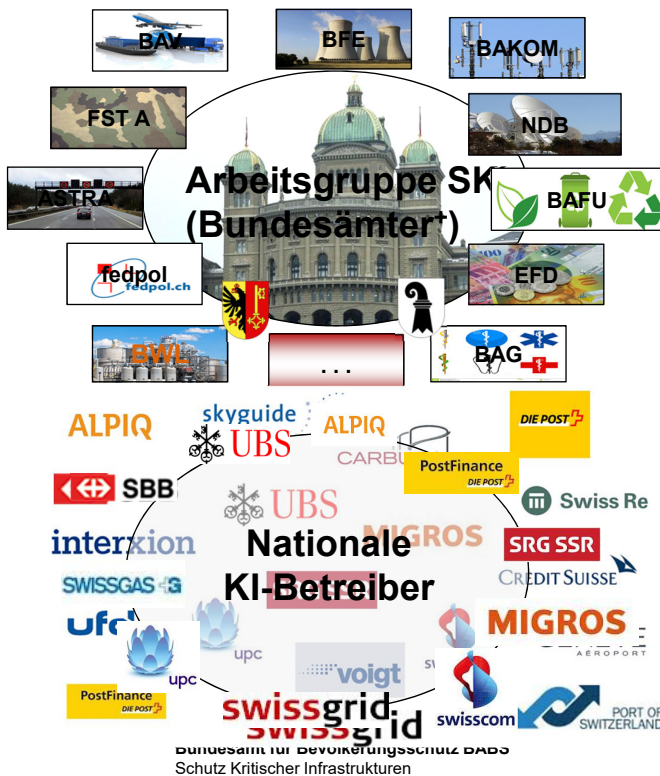 BAV
BFE
BAKOM
FST A
NDB
Arbeitsgruppe SK
(Bundesämter⁺)
ASTRA
BAFU
fedpol
fedpol.ch
EFD
BWL
. . .
BAG
ALPIQ
skyguide
UBS
ALPIQ
CARBU
DIE POST
PostFinance
DIE POST
SBB
UBS
Swiss Re
interxion
MIGROS
Nationale
SRG SSR
SWISSGAS
KI-Betreiber
CREDIT SUISSE
MIGROS
AÉROPORT
upc
upc
voigt
PostFinance
DIE POST
swissgrid
swissgrid
swisscom
PORT OF
SWITZERLAND
Bundesamt für Bevölkerungsschutz BABS
Schutz Kritischer Infrastrukturen